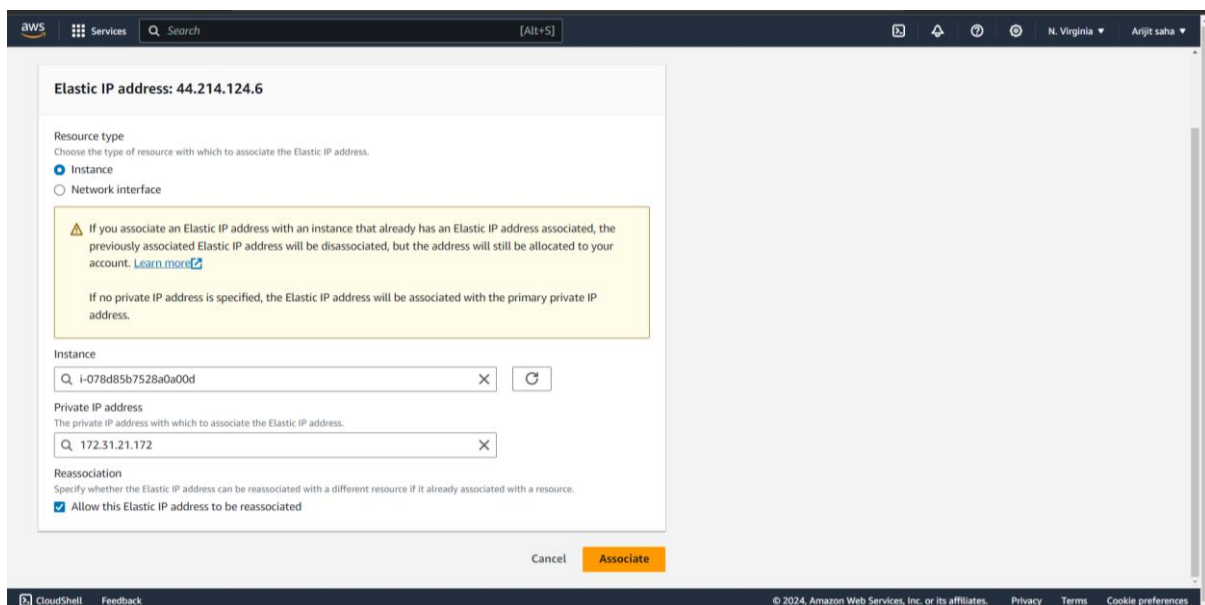 aws
Services
Search [Alt+S]
N. Virginia
Arijit saha
Elastic IP address: 44.214.124.6
Resource type
Choose the type of resource with which to associate the Elastic IP address.
Instance
Network interface
If you associate an Elastic IP address with an instance that already has an Elastic IP address associated, the
previously associated Elastic IP address will be disassociated, but the address will still be allocated to your
account. Learn more
If no private IP address is specified, the Elastic IP address will be associated with the primary private IP
address.
Instance
i-078d85b7528a0a00d
Private IP address
The private IP address with which to associate the Elastic IP address.
172.31.21.172
Reassociation
Specify whether the Elastic IP address can be reassociated with a different resource if it already associated with a resource.
Allow this Elastic IP address to be reassociated
Cancel
Associate
CloudShell
Feedback
© 2024, Amazon Web Services, Inc. or its affiliates.
Privacy
Terms
Cookie preferences